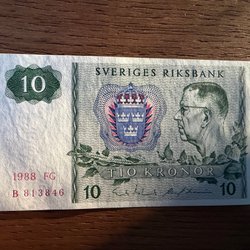 SVERIGES RIKSBANK
10
1988 FG
B 813846
TIO KRONOR
10
10